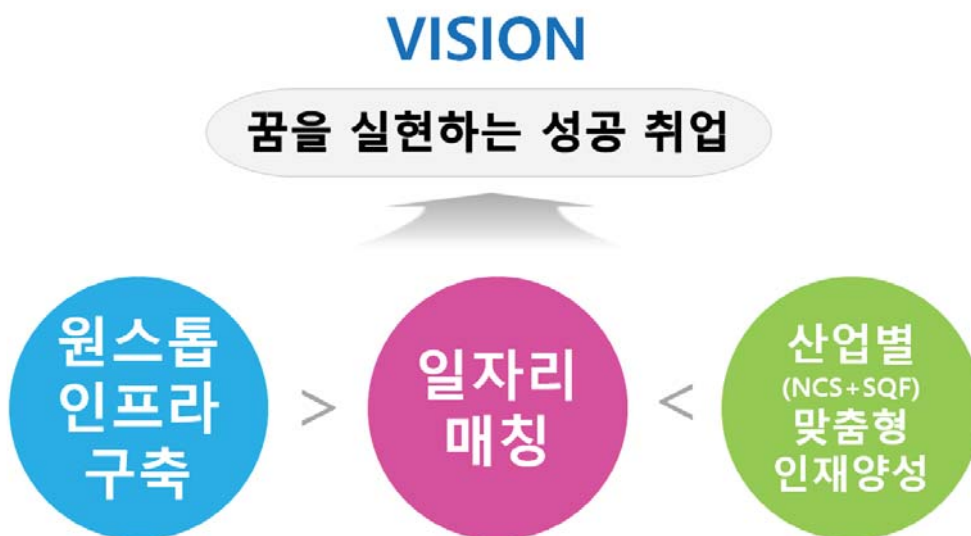 VISION
꿈을 실현하는 성공 취업
원스톱
인프라
구축
>
일자리
매칭
<
산업별
(NCS+SQF)
맞춤형
인재양성